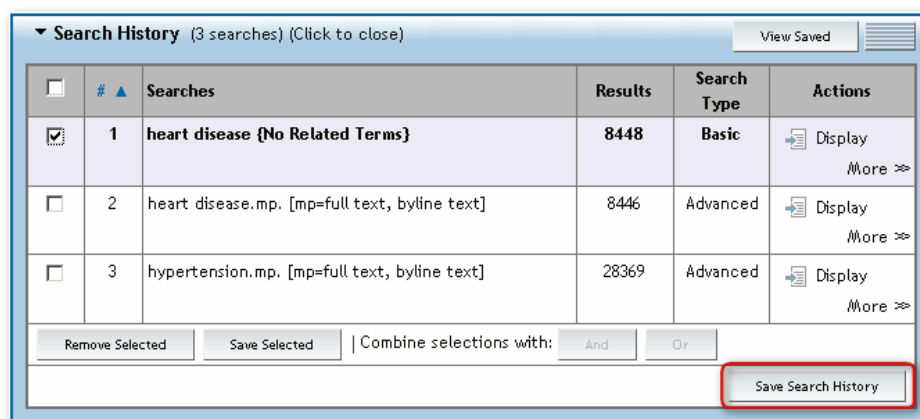 ▼ Search History (3 searches) (Click to close) View Saved
# ▲ Searches Results Search Type Actions
1 heart disease {No Related Terms} 8448 Basic Display
More >>
2 heart disease.mp. [mp=full text, byline text] 8446 Advanced Display
More >>
3 hypertension.mp. [mp=full text, byline text] 28369 Advanced Display
More >>
Remove Selected Save Selected | Combine selections with: And Or
Save Search History